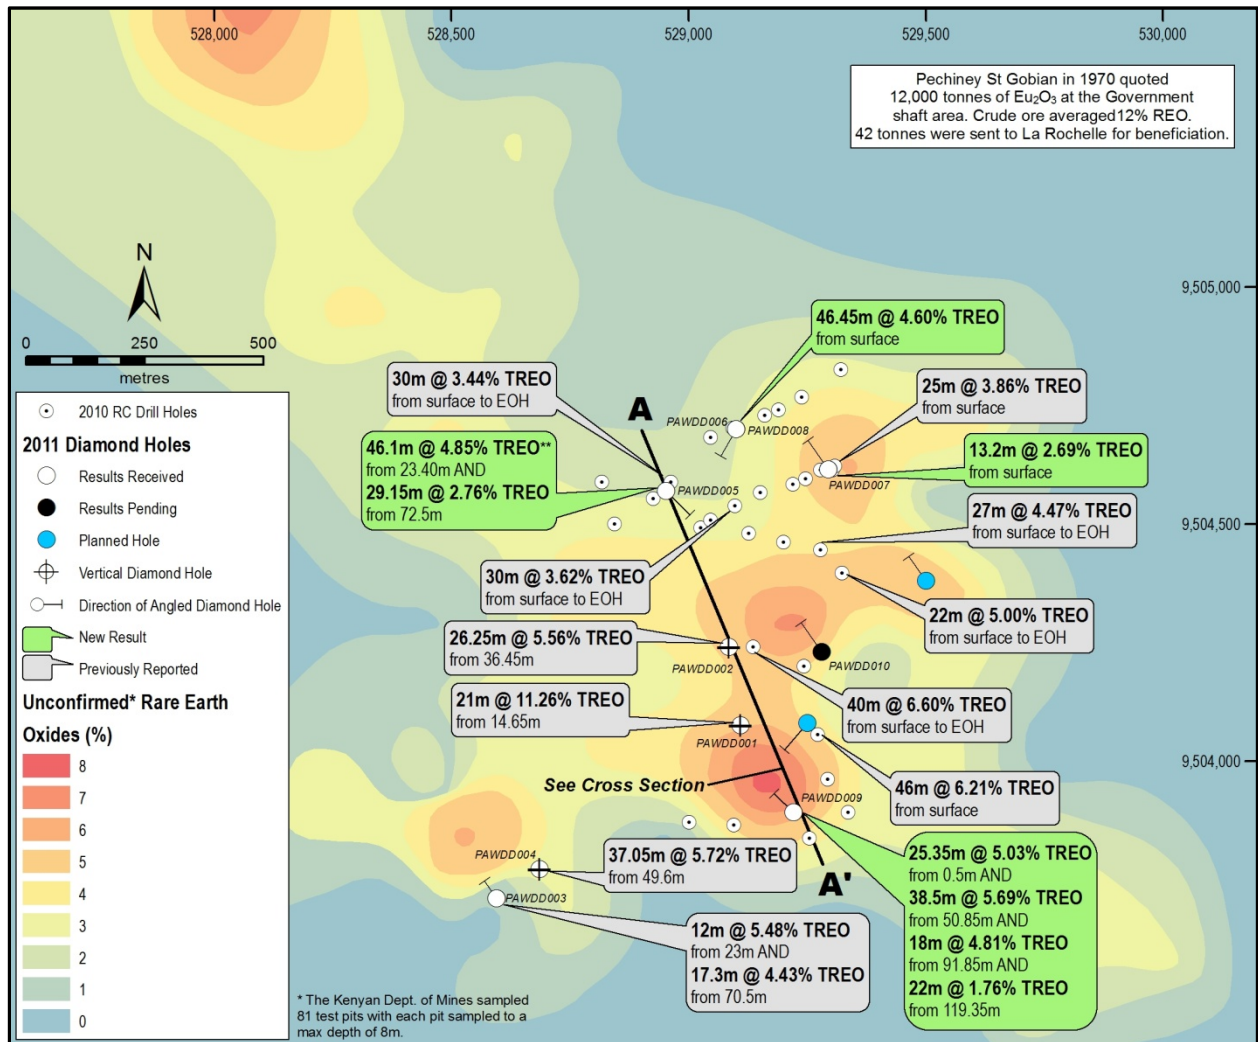 528,000
528,500
529,000
529,500
530,000
Pechiney St Gobian in 1970 quoted
12,000 tonnes of Eu₂O₃ at the Government
shaft area. Crude ore averaged12% REO.
42 tonnes were sent to La Rochelle for beneficiation.
N
0 250 500
metres
9,505,000
9,504,500
9,504,000
2010 RC Drill Holes
2011 Diamond Holes
Results Received
Results Pending
Planned Hole
Vertical Diamond Hole
Direction of Angled Diamond Hole
New Result
Previously Reported
Unconfirmed* Rare Earth
Oxides (%)
8
7
6
5
4
3
2
1
0
46.45m @ 4.60% TREO
from surface
30m @ 3.44% TREO
from surface to EOH
A
PAWDD006
PAWDD008
25m @ 3.86% TREO
from surface
46.1m @ 4.85% TREO**
from 23.40m AND
29.15m @ 2.76% TREO
from 72.5m
PAWDD005
13.2m @ 2.69% TREO
from surface
PAWDD007
27m @ 4.47% TREO
from surface to EOH
30m @ 3.62% TREO
from surface to EOH
22m @ 5.00% TREO
from surface to EOH
26.25m @ 5.56% TREO
from 36.45m
PAWDD002
PAWDD010
40m @ 6.60% TREO
from surface to EOH
21m @ 11.26% TREO
from 14.65m
PAWDD001
See Cross Section
46m @ 6.21% TREO
from surface
PAWDD009
PAWDD004
37.05m @ 5.72% TREO
from 49.6m
A'
25.35m @ 5.03% TREO
from 0.5m AND
38.5m @ 5.69% TREO
from 50.85m AND
18m @ 4.81% TREO
from 91.85m AND
22m @ 1.76% TREO
from 119.35m
PAWDD003
12m @ 5.48% TREO
from 23m AND
17.3m @ 4.43% TREO
from 70.5m
* The Kenyan Dept. of Mines sampled
81 test pits with each pit sampled to a
max depth of 8m.